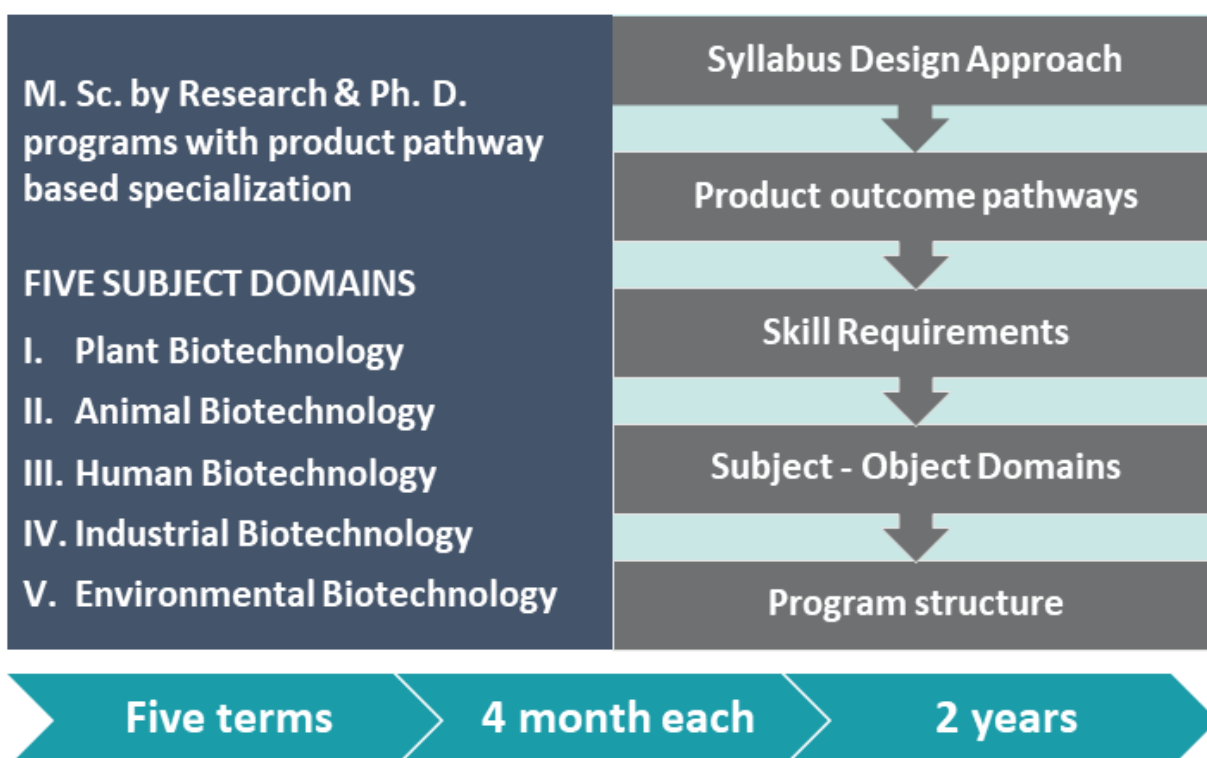 M. Sc. by Research & Ph. D.
programs with product pathway
based specialization
FIVE SUBJECT DOMAINS
I. Plant Biotechnology
II. Animal Biotechnology
III. Human Biotechnology
IV. Industrial Biotechnology
V. Environmental Biotechnology
Syllabus Design Approach
Product outcome pathways
Skill Requirements
Subject - Object Domains
Program structure
Five terms
4 month each
2 years